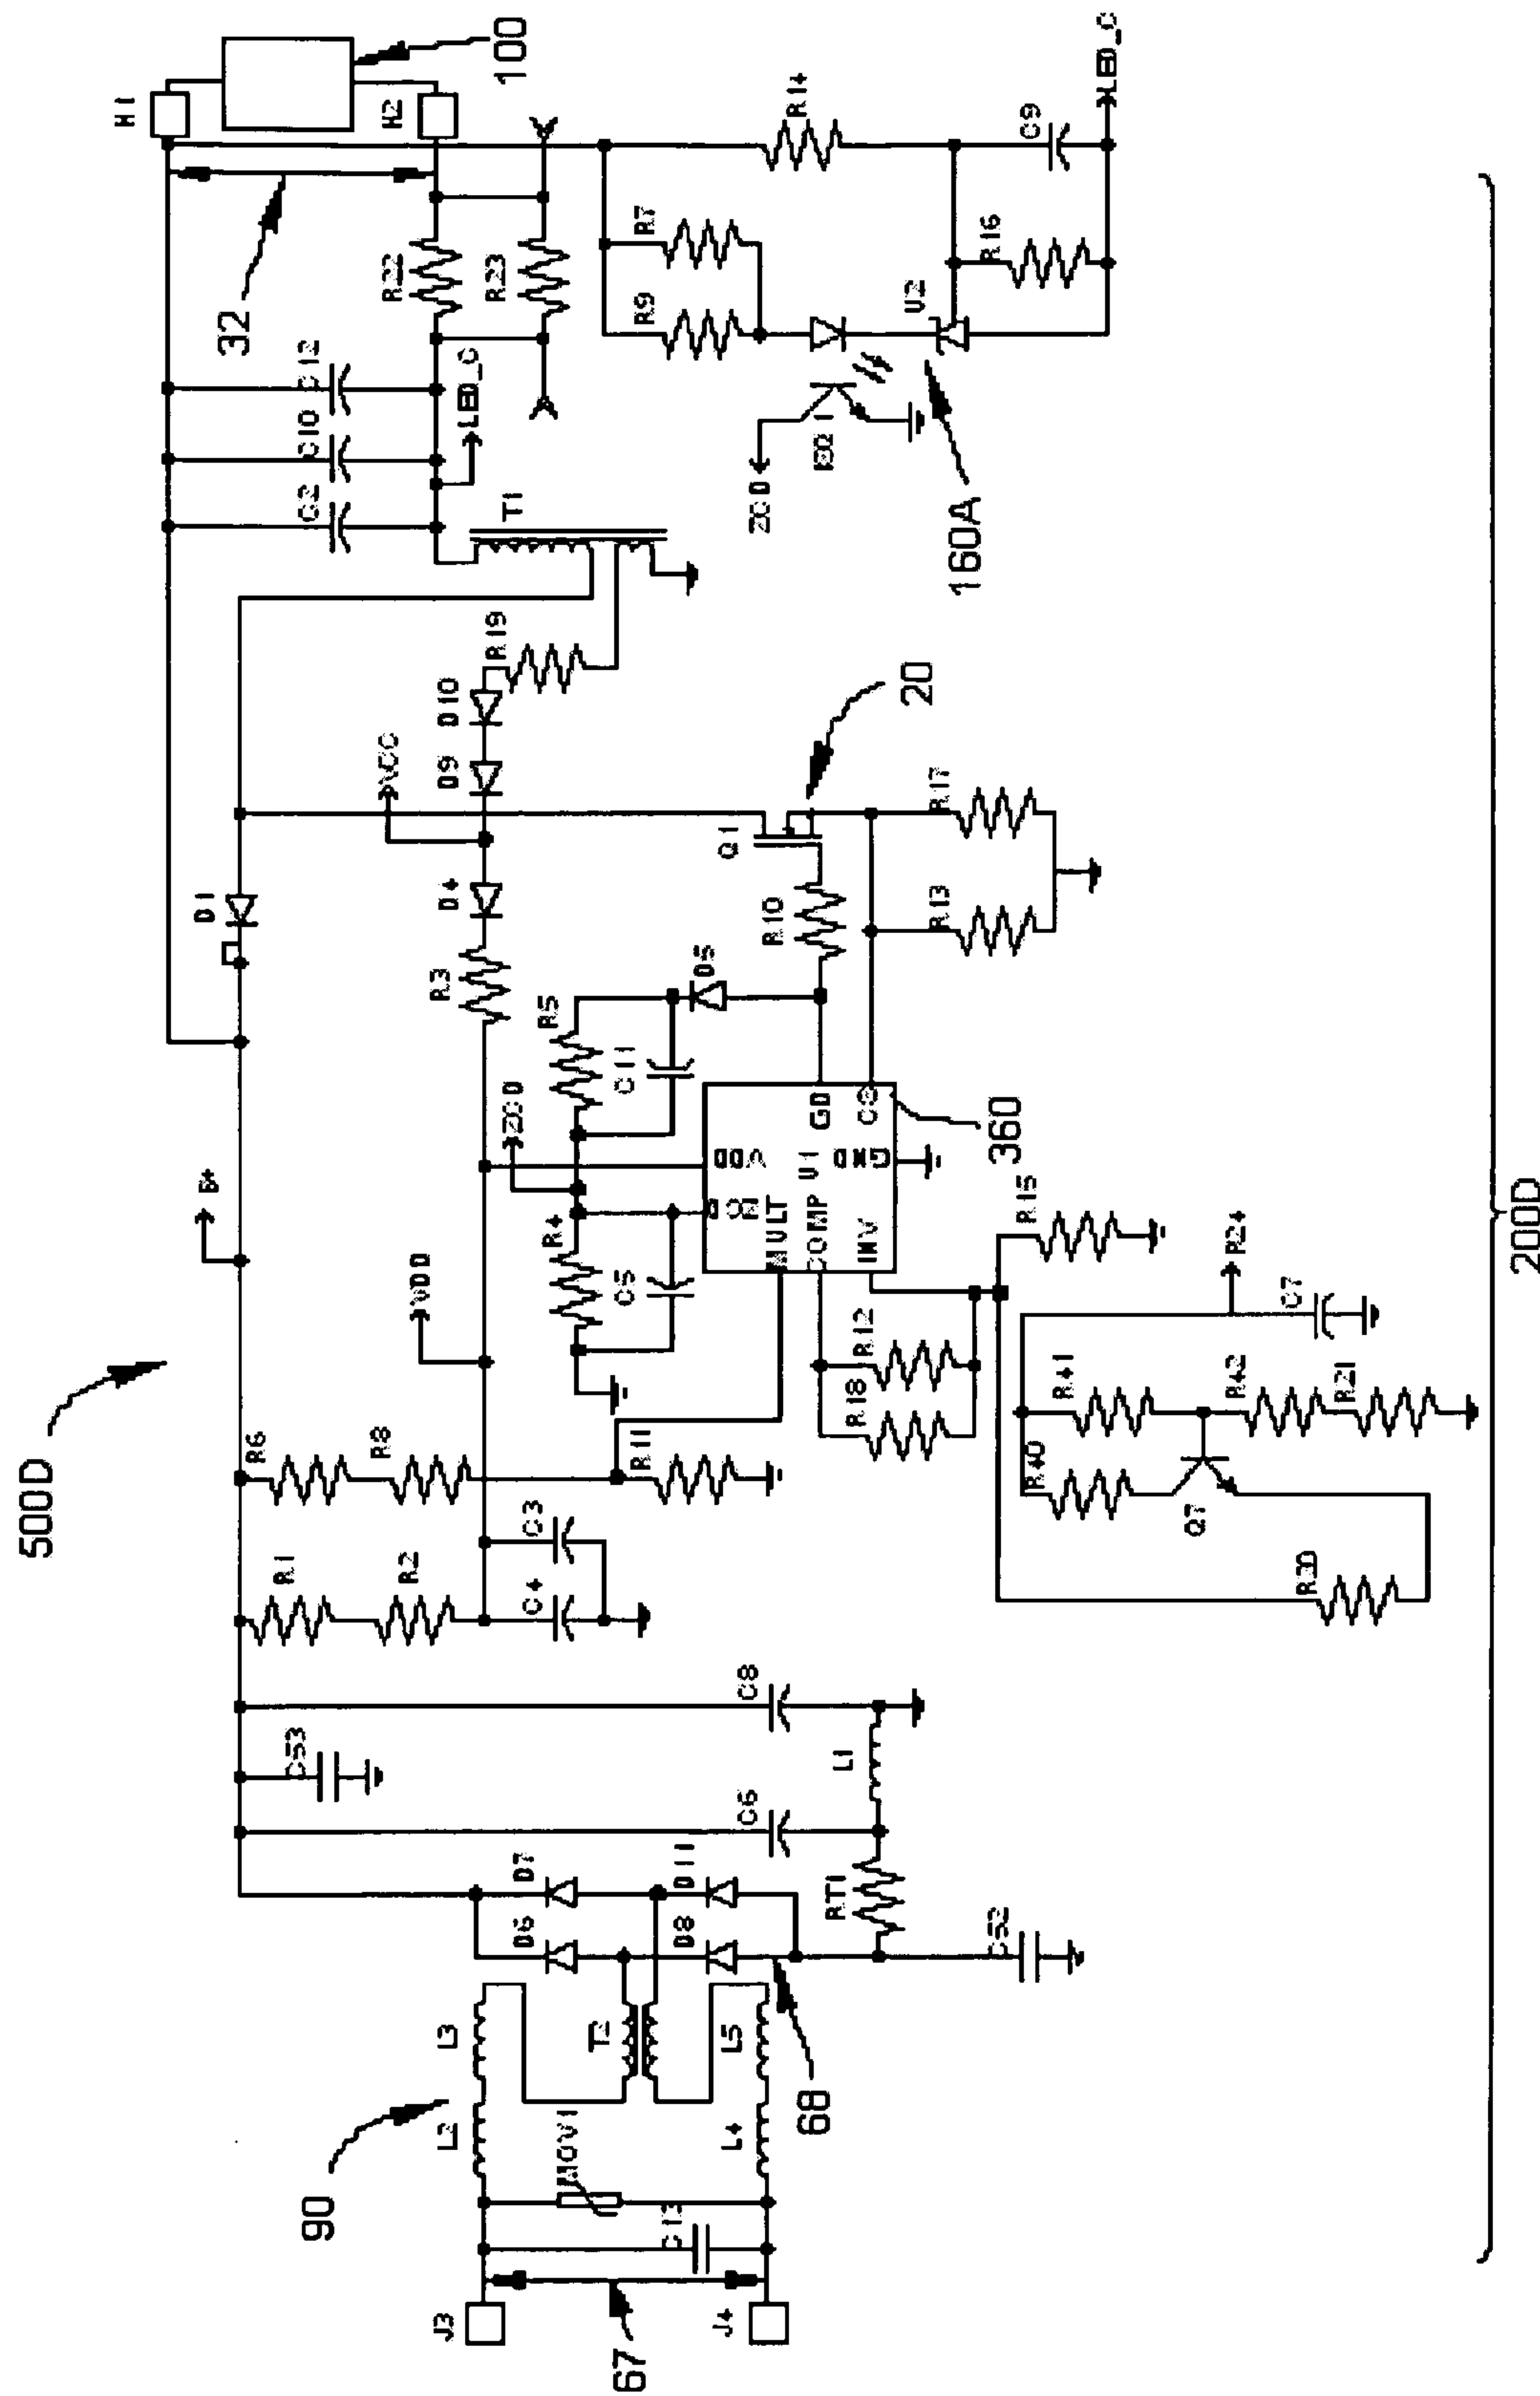 500D
90
67
J3
J4
C13
MOV1
L2
L3
L4
L5
T2
68
D6
D7
D8
D11
C52
RT1
C6
C53
L1
C8
R1
R2
C4
C3
R6
R8
R11
VDD
B+
R4
C5
ZCD
R5
C11
D5
MULT
COMP
INV
VDD
U1
GND
GD
CS
360
R18
R12
R15
R30
Q7
R40
R41
R42
R21
C7
R24
R3
D4
VCC
D9
D10
R19
D1
R10
Q1
20
R13
R17
T1
C2
C10
C12
LED_C
32
R22
R23
H1
H2
100
ZCD
160A
R9
R7
U2
R14
R16
C9
LED_C
200D